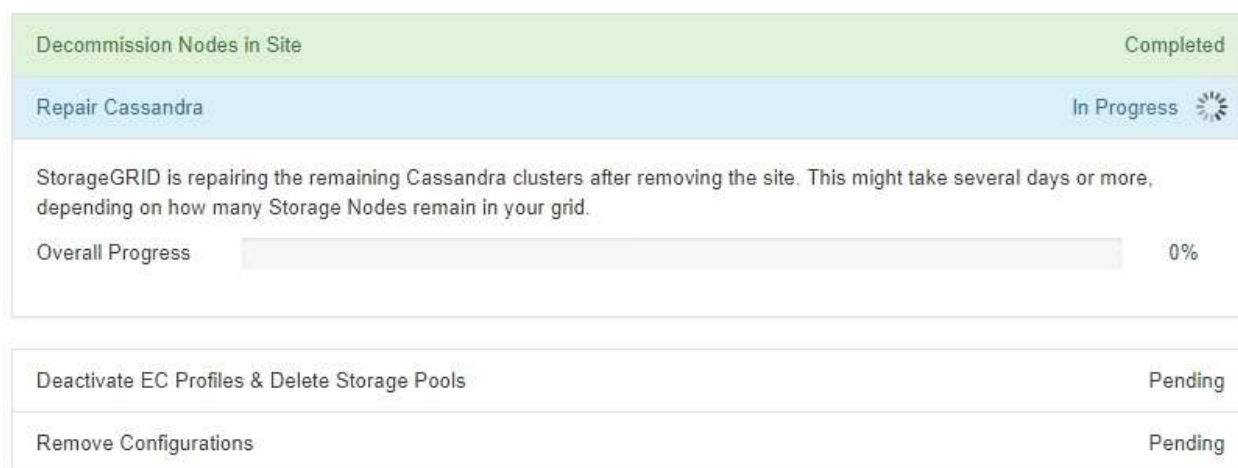 Decommission Nodes in Site Completed
Repair Cassandra In Progress
StorageGRID is repairing the remaining Cassandra clusters after removing the site. This might take several days or more,
depending on how many Storage Nodes remain in your grid.
Overall Progress 0%
Deactivate EC Profiles & Delete Storage Pools Pending
Remove Configurations Pending